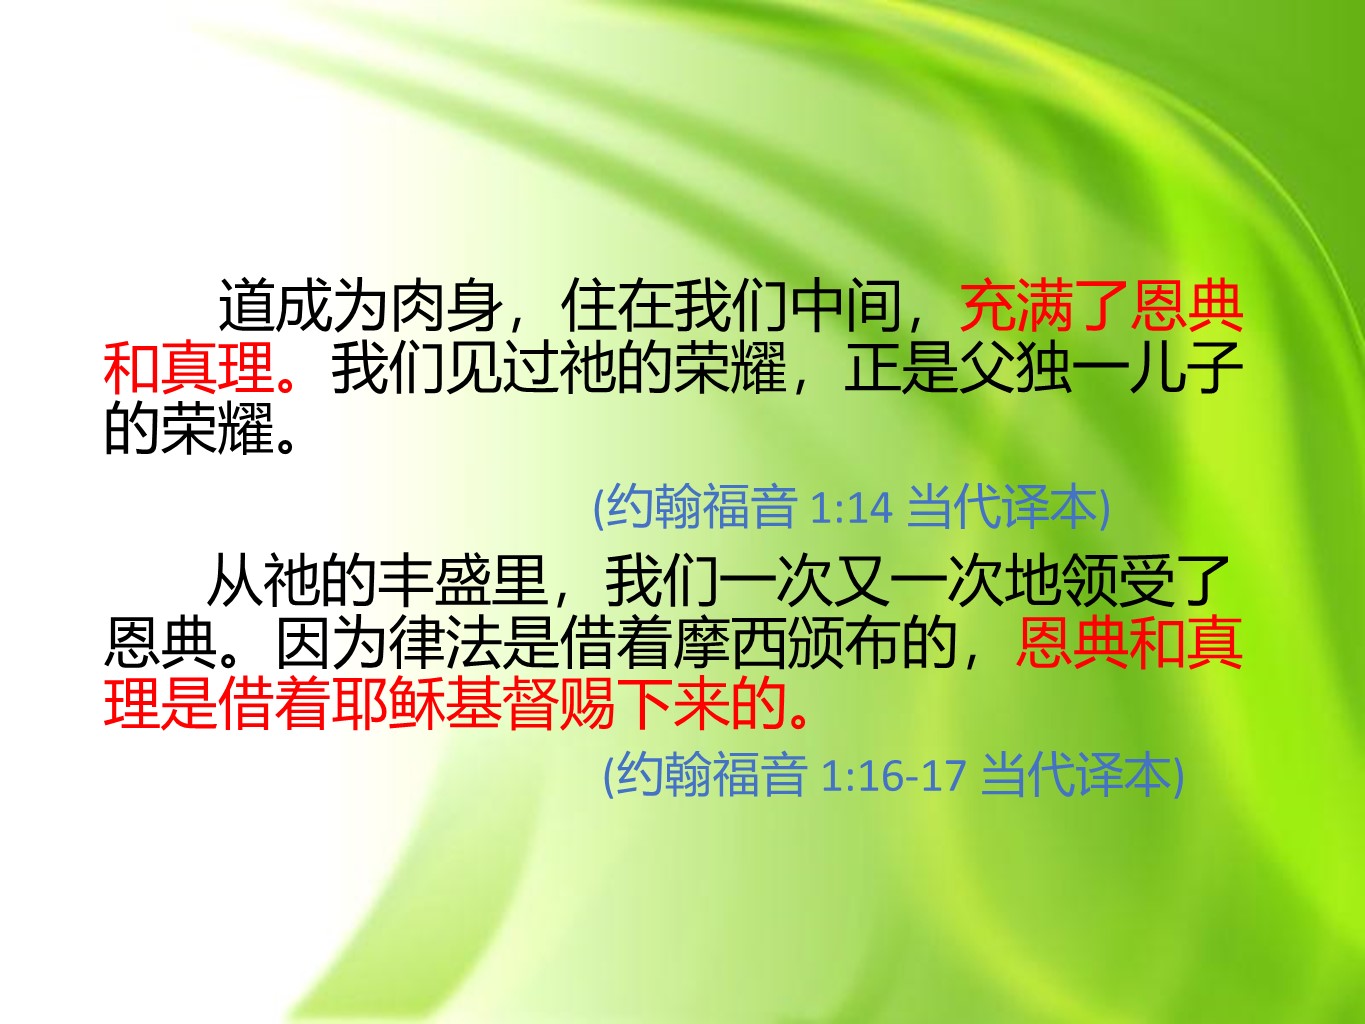 道成为肉身，住在我们中间，充满了恩典
和真理。我们见过祂的荣耀，正是父独一儿子
的荣耀。
(约翰福音 1:14 当代译本)
从祂的丰盛里，我们一次又一次地领受了
恩典。因为律法是借着摩西颁布的，恩典和真
理是借着耶稣基督赐下来的。
(约翰福音 1:16-17 当代译本)